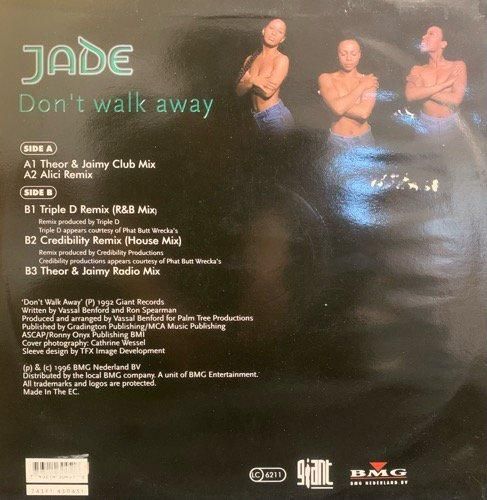 JADE
Don't walk away
SIDE A
A1 Theor & Jaimy Club Mix
A2 Alici Remix
SIDE B
B1 Triple D Remix (R&B Mix)
Remix produced by Triple D
Triple D appears courtesy of Phat Butt Wrecka's
B2 Credibility Remix (House Mix)
Remix produced by Credibility Productions
Credibility productions appears courtesy of Phat Butt Wrecka's
B3 Theor & Jaimy Radio Mix
'Don't Walk Away' (P) 1992 Giant Records
Written by Vassal Benford and Ron Spearman
Produced and arranged by Vassal Benford for Palm Tree Productions
Published by Gradington Publishing/MCA Music Publishing
ASCAP/Ronny Onyx Publishing BMI
Cover photography: Cathrine Wessel
Sleeve design by TFX Image Development
(p) & (c) 1996 BMG Nederland BV
Distributed by the local BMG company. A unit of BMG Entertainment.
All trademarks and logos are protected.
Made in The EC.
LC 6211
giant
BMG
BMG NEDERLAND BV